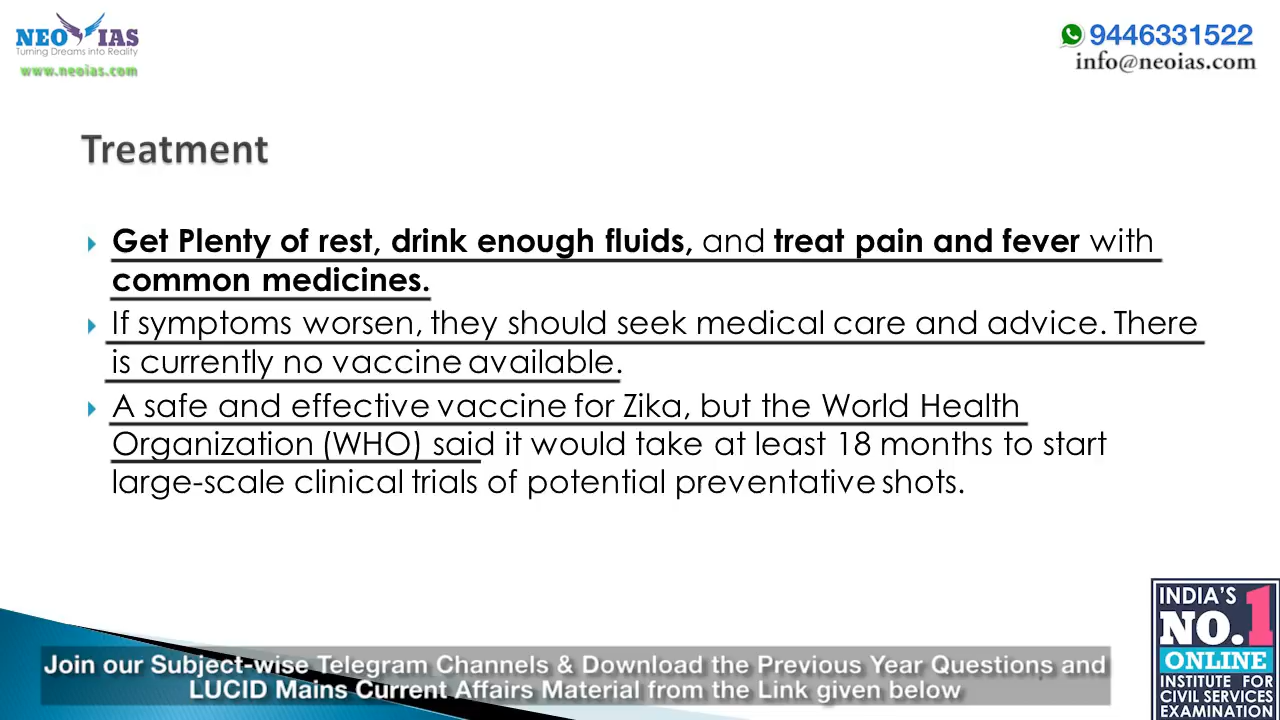 NEO IAS
Turning Dreams into Reality
www.neoias.com
9446331522
info@neoias.com
Treatment
Get Plenty of rest, drink enough fluids, and treat pain and fever with
common medicines.
If symptoms worsen, they should seek medical care and advice. There
is currently no vaccine available.
A safe and effective vaccine for Zika, but the World Health
Organization (WHO) said it would take at least 18 months to start
large-scale clinical trials of potential preventative shots.
INDIA'S
NO.1
ONLINE
INSTITUTE FOR
CIVIL SERVICES
EXAMINATION
Join our Subject-wise Telegram Channels & Download the Previous Year Questions and
LUCID Mains Current Affairs Material from the Link given below